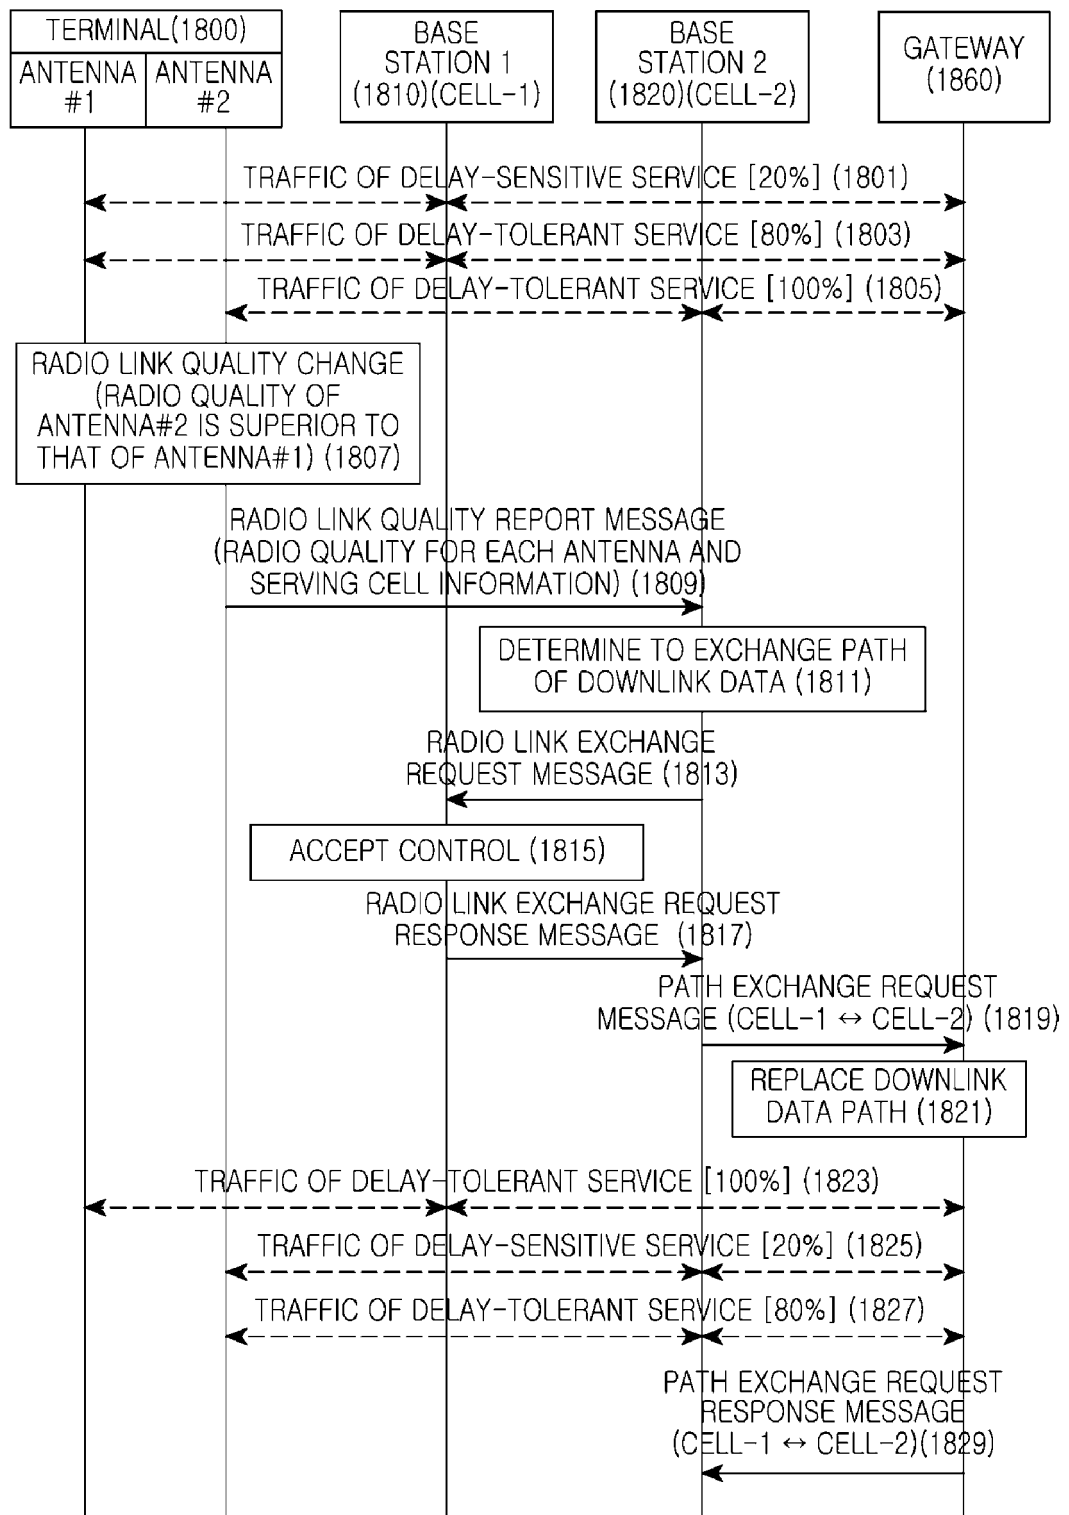 TERMINAL(1800)
ANTENNA
#1
ANTENNA
#2
BASE
STATION 1
(1810)(CELL-1)
BASE
STATION 2
(1820)(CELL-2)
GATEWAY
(1860)
TRAFFIC OF DELAY-SENSITIVE SERVICE [20%] (1801)
TRAFFIC OF DELAY-TOLERANT SERVICE [80%] (1803)
TRAFFIC OF DELAY-TOLERANT SERVICE [100%] (1805)
RADIO LINK QUALITY CHANGE
(RADIO QUALITY OF
ANTENNA#2 IS SUPERIOR TO
THAT OF ANTENNA#1) (1807)
RADIO LINK QUALITY REPORT MESSAGE
(RADIO QUALITY FOR EACH ANTENNA AND
SERVING CELL INFORMATION) (1809)
DETERMINE TO EXCHANGE PATH
OF DOWNLINK DATA (1811)
RADIO LINK EXCHANGE
REQUEST MESSAGE (1813)
ACCEPT CONTROL (1815)
RADIO LINK EXCHANGE REQUEST
RESPONSE MESSAGE (1817)
PATH EXCHANGE REQUEST
MESSAGE (CELL-1 ↔ CELL-2) (1819)
REPLACE DOWNLINK
DATA PATH (1821)
TRAFFIC OF DELAY-TOLERANT SERVICE [100%] (1823)
TRAFFIC OF DELAY-SENSITIVE SERVICE [20%] (1825)
TRAFFIC OF DELAY-TOLERANT SERVICE [80%] (1827)
PATH EXCHANGE REQUEST
RESPONSE MESSAGE
(CELL-1 ↔ CELL-2)(1829)